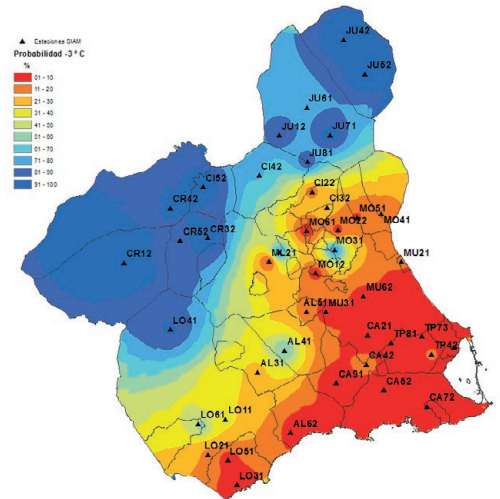 Estaciones SIAM
Probabilidad -3 ª C
%
01 - 10
11 - 20
21 - 30
31 - 40
41 - 50
51 - 60
61 - 70
71 - 80
81 - 90
91 - 100
JU42
JU52
JU61
JU12
JU71
JU81
CI42
CI52
CI22
CR42
CI32
MO51
MO61
MO22
MO41
CR52
CR32
MO31
CR12
ML21
MU21
MO12
MU62
AL51
MU31
LO41
CA21
TP73
TP81
AL41
TP42
CA42
AL31
CA91
CA52
CA72
LO11
LO61
AL62
LO21
LO51
LO31